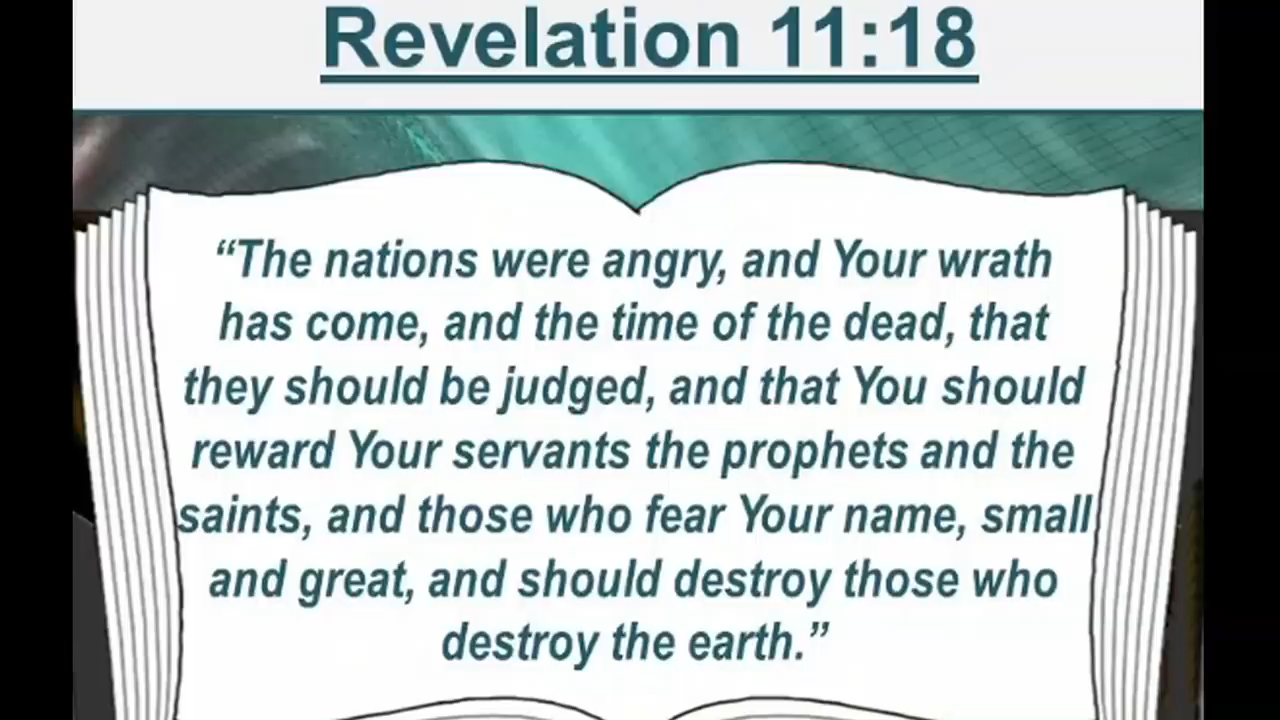 Revelation 11:18
“The nations were angry, and Your wrath
has come, and the time of the dead, that
they should be judged, and that You should
reward Your servants the prophets and the
saints, and those who fear Your name, small
and great, and should destroy those who
destroy the earth.”